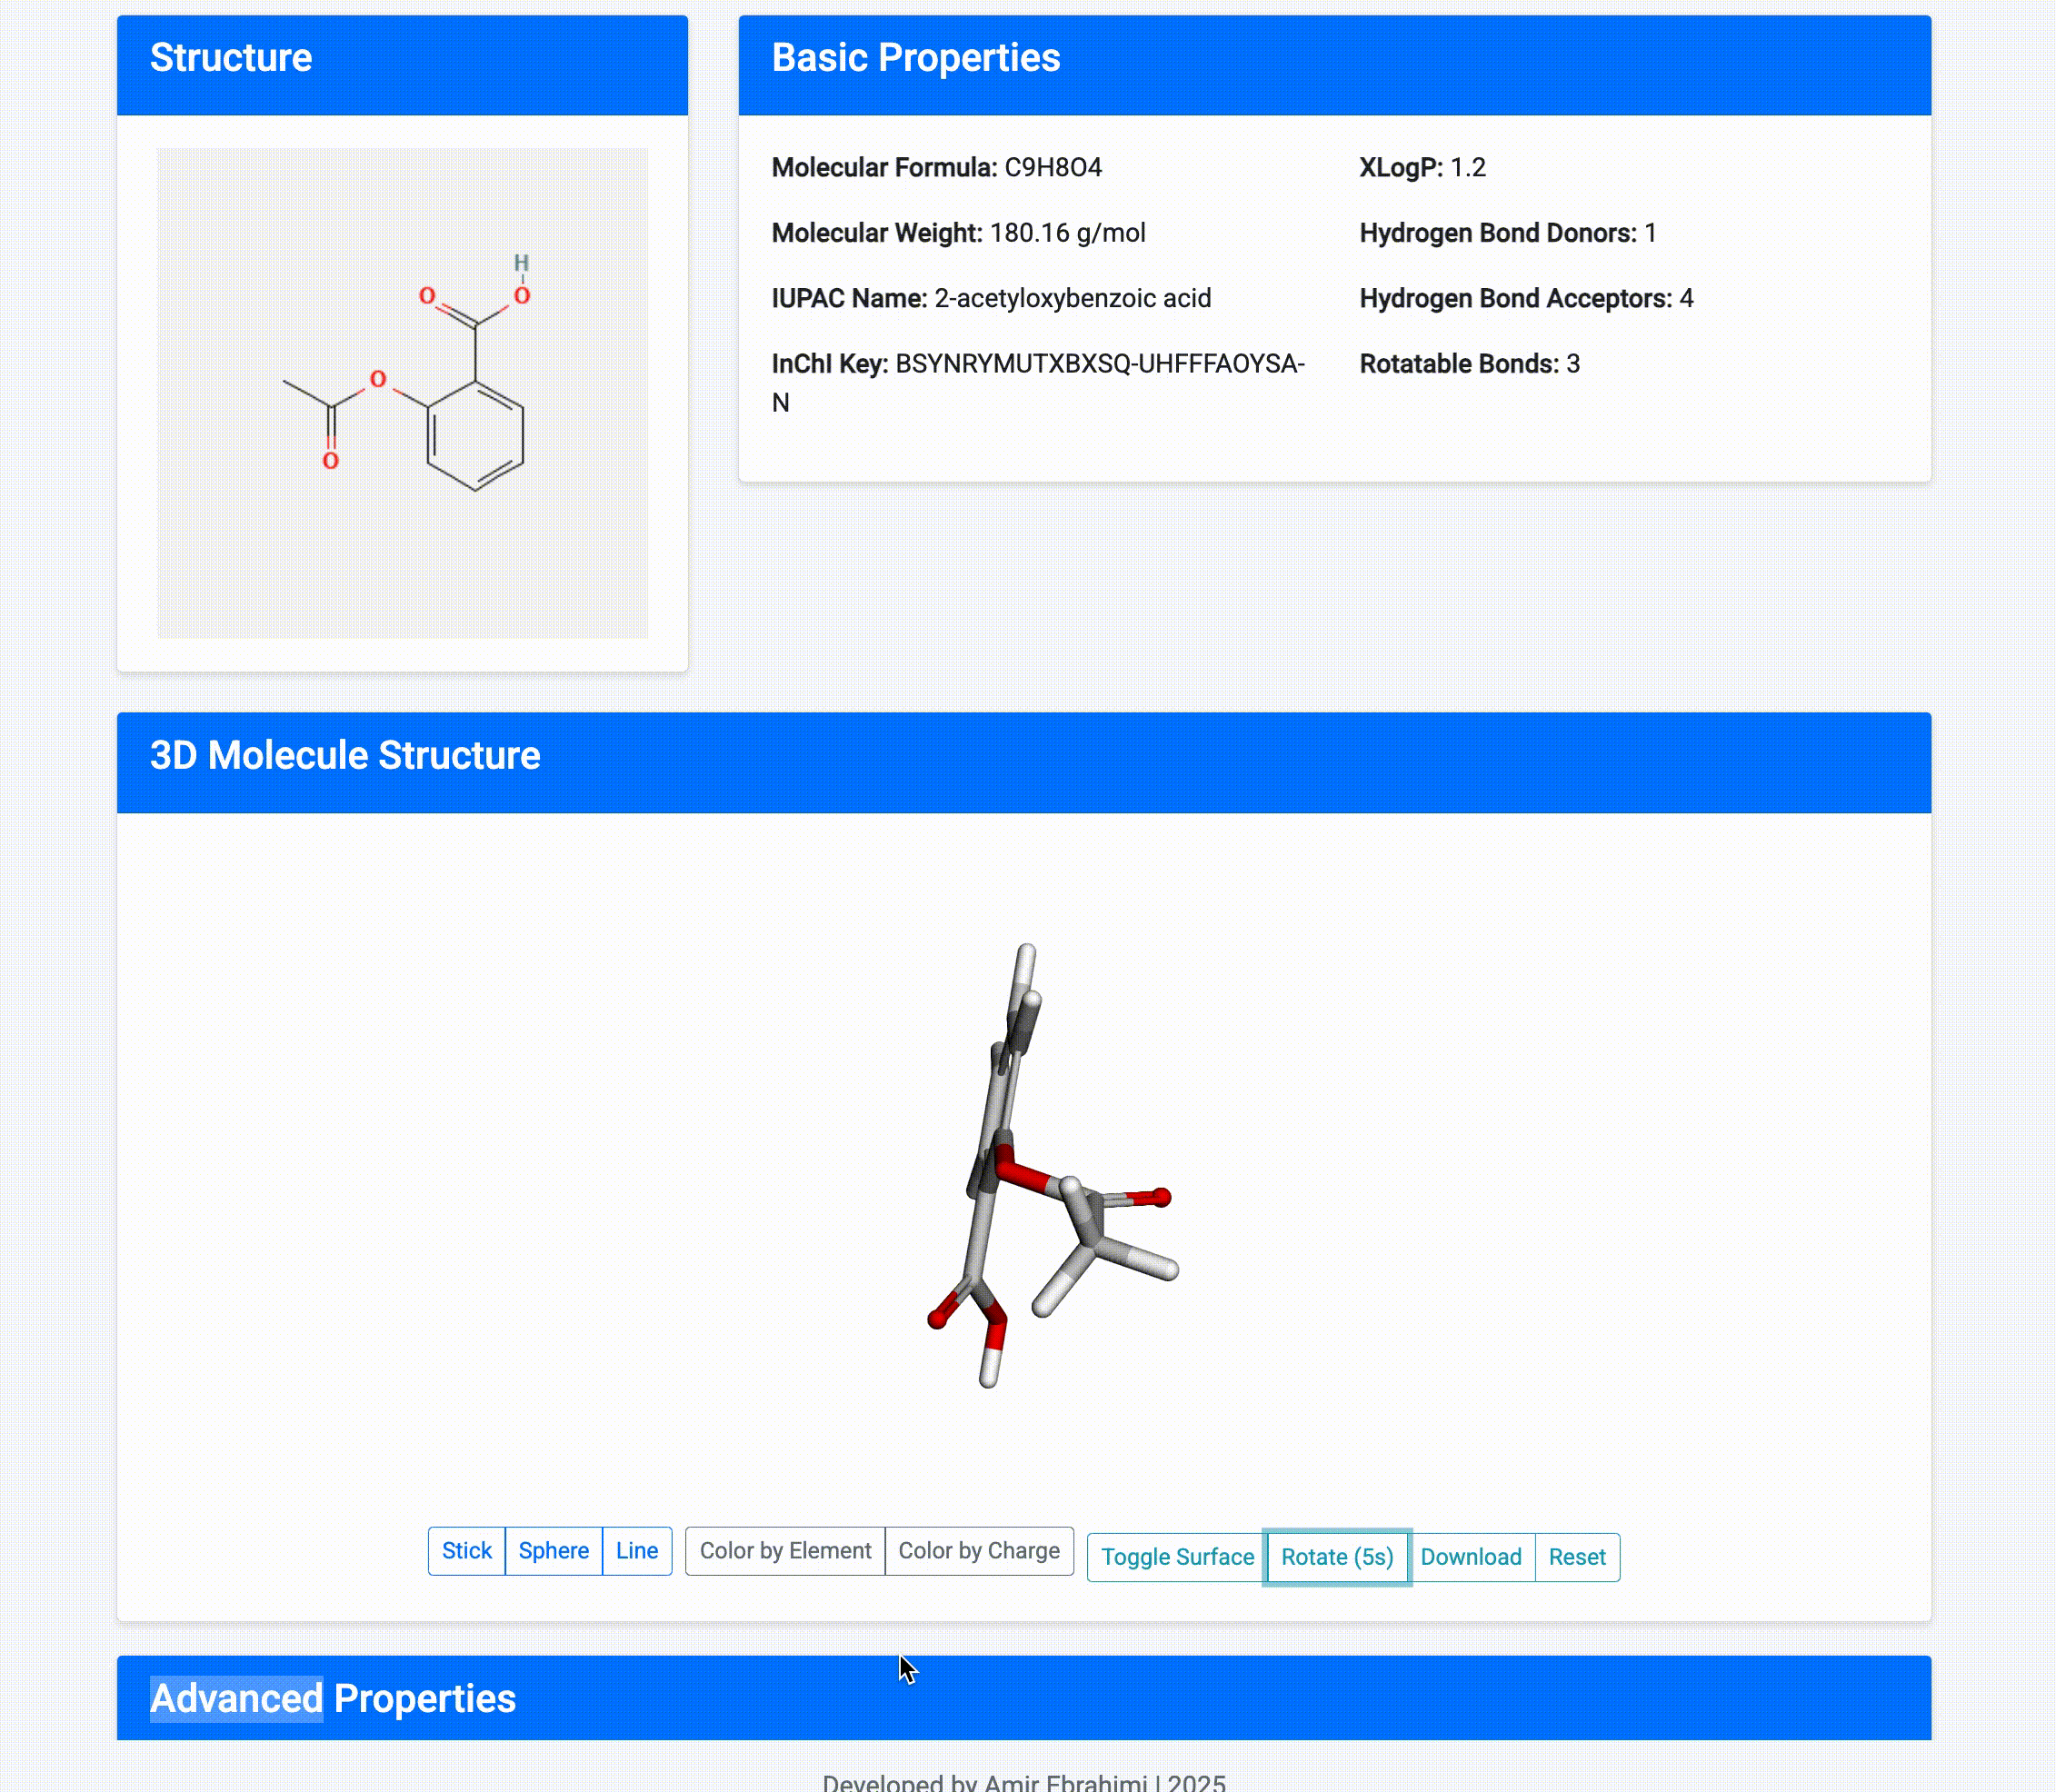 Structure
H
O
O
O
O
Basic Properties
Molecular Formula: C9H8O4
Molecular Weight: 180.16 g/mol
IUPAC Name: 2-acetyloxybenzoic acid
InChI Key: BSYNRYMUTXBXSQ-UHFFFAOYSA-
N
XLogP: 1.2
Hydrogen Bond Donors: 1
Hydrogen Bond Acceptors: 4
Rotatable Bonds: 3
3D Molecule Structure
Stick Sphere Line Color by Element Color by Charge Toggle Surface Rotate (5s) Download Reset
Advanced Properties
Developed by Amir Ebrahimi | 2025